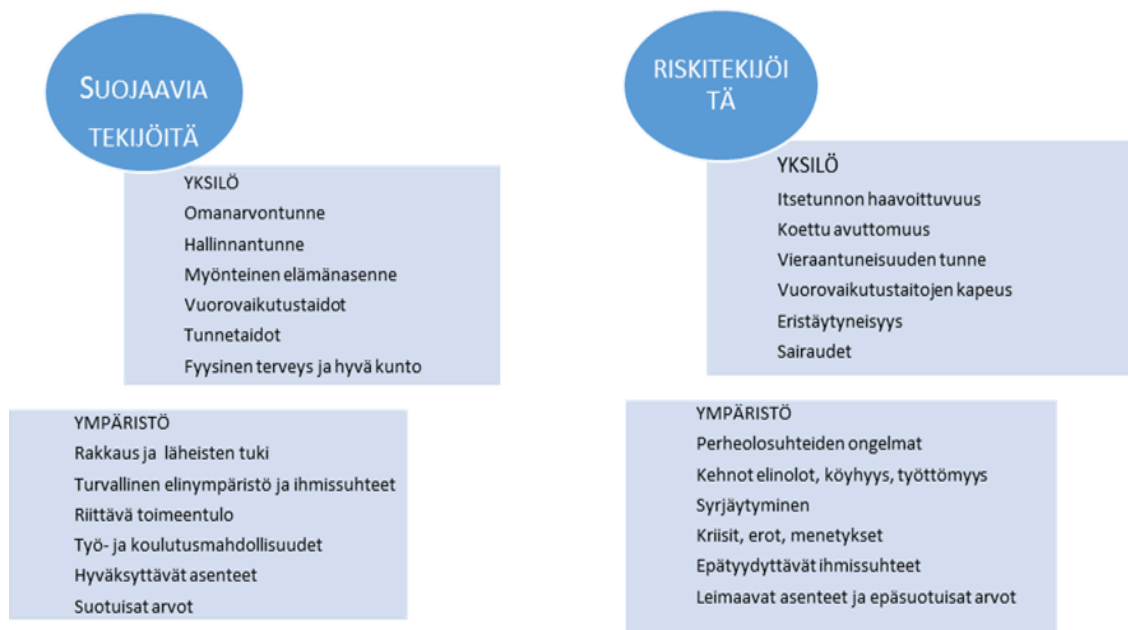 SUOJAAVIA
TEKIJÖITÄ
YKSILÖ
Omanarvontunne
Hallinnantunne
Myönteinen elämänasenne
Vuorovaikutustaidot
Tunnetaidot
Fyysinen terveys ja hyvä kunto
YMPÄRISTÖ
Rakkaus ja läheisten tuki
Turvallinen elinympäristö ja ihmissuhteet
Riittävä toimeentulo
Työ- ja koulutusmahdollisuudet
Hyväksyttävät asenteet
Suotuisat arvot
RISKITEKIJÖI
TÄ
YKSILÖ
Itsetunnon haavoittuvuus
Koettu avuttomuus
Vieraantuneisuuden tunne
Vuorovaikutustaitojen kapeus
Eristäytyneisyys
Sairaudet
YMPÄRISTÖ
Perheolosuhteiden ongelmat
Kehnot elinolot, köyhyys, työttömyys
Syrjäytyminen
Kriisit, erot, menetykset
Epätyydyttävät ihmissuhteet
Leimaavat asenteet ja epäsuotuisat arvot